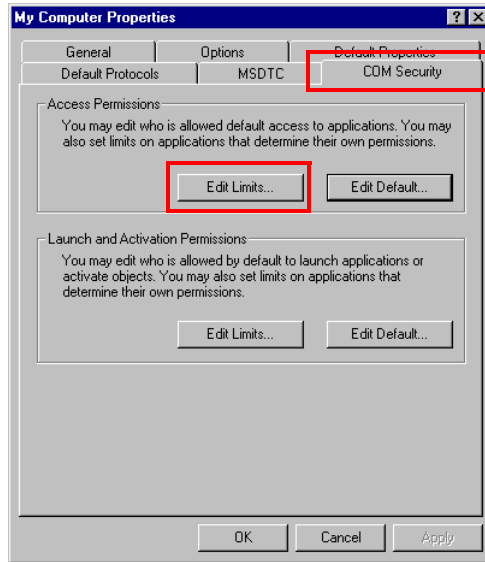 My Computer Properties
General Options Default Properties
Default Protocols MSDTC COM Security
Access Permissions
You may edit who is allowed default access to applications. You may
also set limits on applications that determine their own permissions.
Edit Limits... Edit Default...
Launch and Activation Permissions
You may edit who is allowed by default to launch applications or
activate objects. You may also set limits on applications that
determine their own permissions.
Edit Limits... Edit Default...
OK Cancel Apply